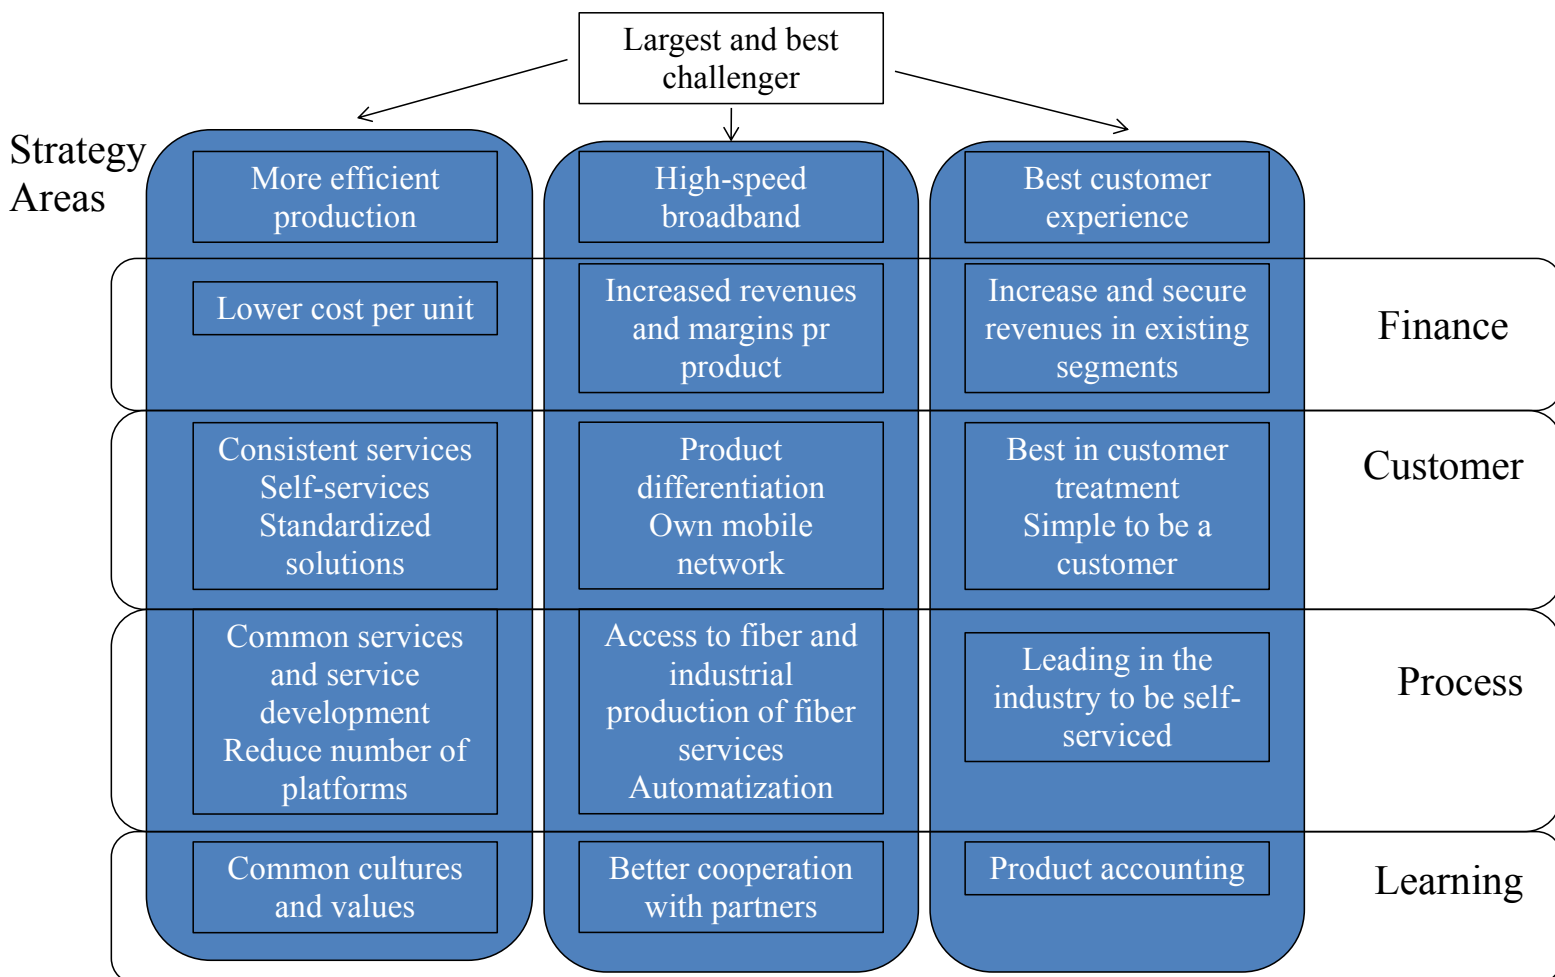 Largest and best
challenger
Strategy
Areas
More efficient
production
High-speed
broadband
Best customer
experience
Lower cost per unit
Increased revenues
and margins pr
product
Increase and secure
revenues in existing
segments
Finance
Consistent services
Self-services
Standardized
solutions
Product
differentiation
Own mobile
network
Best in customer
treatment
Simple to be a
customer
Customer
Common services
and service
development
Reduce number of
platforms
Access to fiber and
industrial
production of fiber
services
Automatization
Leading in the
industry to be self-
serviced
Process
Common cultures
and values
Better cooperation
with partners
Product accounting
Learning